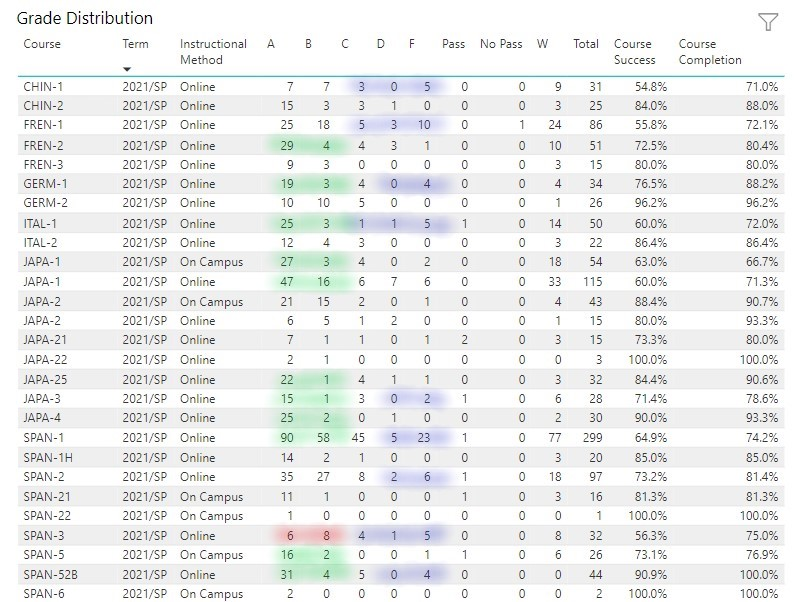 Grade Distribution
Course Term Instructional Method A B C D F Pass No Pass W Total Course Success Course Completion
CHIN-1 2021/SP Online 7 7 3 0 5 0 0 9 31 54.8% 71.0%
CHIN-2 2021/SP Online 15 3 3 1 0 0 0 3 25 84.0% 88.0%
FREN-1 2021/SP Online 25 18 5 3 10 0 1 24 86 55.8% 72.1%
FREN-2 2021/SP Online 29 4 4 3 1 0 0 10 51 72.5% 80.4%
FREN-3 2021/SP Online 9 3 0 0 0 0 0 3 15 80.0% 80.0%
GERM-1 2021/SP Online 19 3 4 0 4 0 0 4 34 76.5% 88.2%
GERM-2 2021/SP Online 10 10 5 0 0 0 0 1 26 96.2% 96.2%
ITAL-1 2021/SP Online 25 3 1 1 5 1 0 14 50 60.0% 72.0%
ITAL-2 2021/SP Online 12 4 3 0 0 0 0 3 22 86.4% 86.4%
JAPA-1 2021/SP On Campus 27 3 4 0 2 0 0 18 54 63.0% 66.7%
JAPA-1 2021/SP Online 47 16 6 7 6 0 0 33 115 60.0% 71.3%
JAPA-2 2021/SP On Campus 21 15 2 0 1 0 0 4 43 88.4% 90.7%
JAPA-2 2021/SP Online 6 5 1 2 0 0 0 1 15 80.0% 93.3%
JAPA-21 2021/SP Online 7 1 1 0 1 2 0 3 15 73.3% 80.0%
JAPA-22 2021/SP Online 2 1 0 0 0 0 0 0 3 100.0% 100.0%
JAPA-25 2021/SP Online 22 1 4 1 1 0 0 3 32 84.4% 90.6%
JAPA-3 2021/SP Online 15 1 3 0 2 1 0 6 28 71.4% 78.6%
JAPA-4 2021/SP Online 25 2 0 1 0 0 0 2 30 90.0% 93.3%
SPAN-1 2021/SP Online 90 58 45 5 23 1 0 77 299 64.9% 74.2%
SPAN-1H 2021/SP Online 14 2 1 0 0 0 0 3 20 85.0% 85.0%
SPAN-2 2021/SP Online 35 27 8 2 6 1 0 18 97 73.2% 81.4%
SPAN-21 2021/SP On Campus 11 1 0 0 0 1 0 3 16 81.3% 81.3%
SPAN-22 2021/SP On Campus 1 0 0 0 0 0 0 0 1 100.0% 100.0%
SPAN-3 2021/SP Online 6 8 4 1 5 0 0 8 32 56.3% 75.0%
SPAN-5 2021/SP On Campus 16 2 0 0 1 1 0 6 26 73.1% 76.9%
SPAN-52B 2021/SP Online 31 4 5 0 4 0 0 0 44 90.9% 100.0%
SPAN-6 2021/SP On Campus 2 0 0 0 0 0 0 0 2 100.0% 100.0%